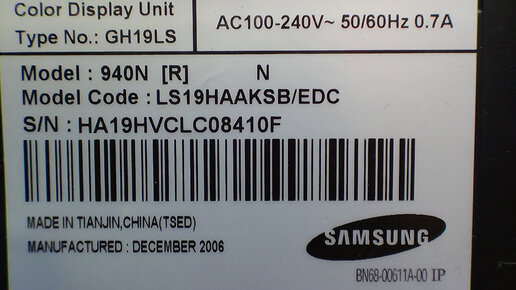 Color Display Unit
Type No.: GH19LS
AC100-240V~ 50/60Hz 0.7A
Model : 940N [R] N
Model Code : LS19HAAKSB/EDC
S/N : HA19HVCLC08410F
MADE IN TIANJIN,CHINA(TSED)
MANUFACTURED : DECEMBER 2006
SAMSUNG
BN68-00611A-00 IP